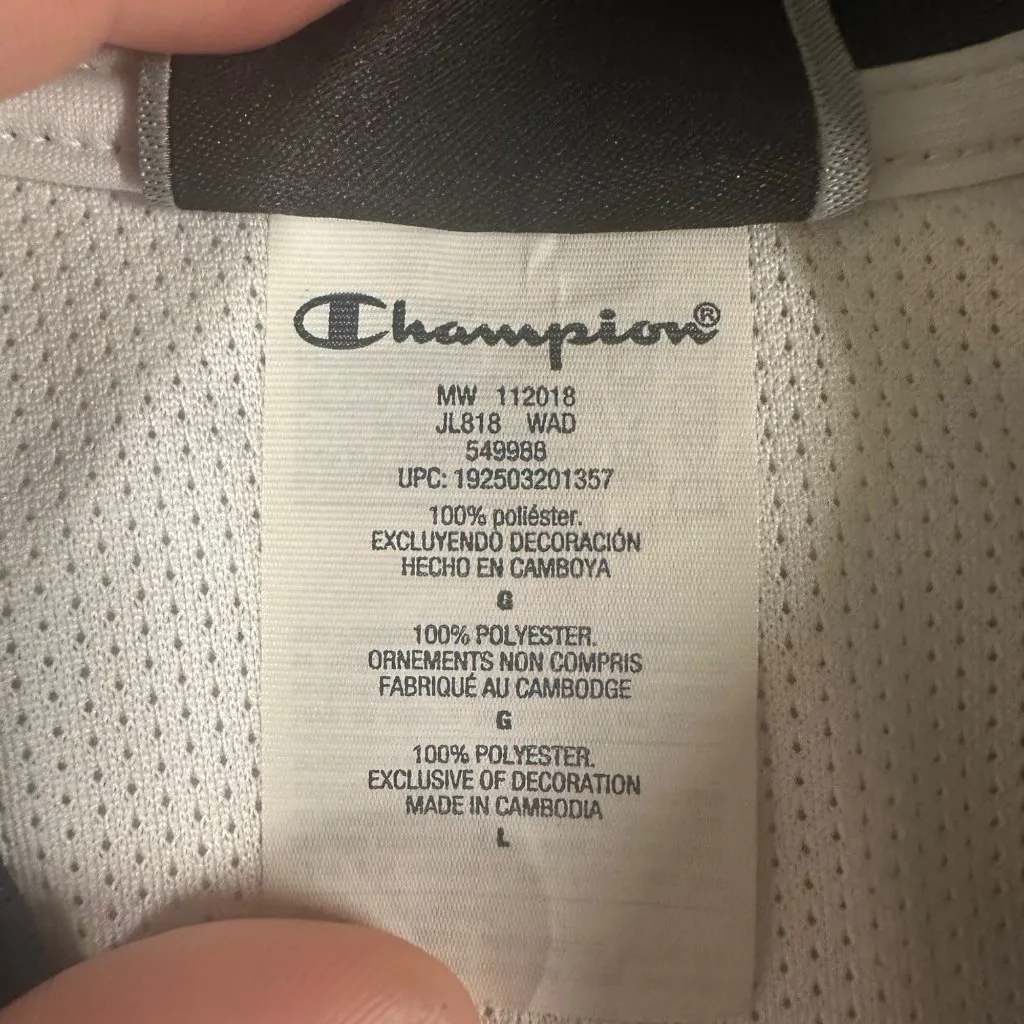 Champion®
MW 112018
JL818 WAD
549988
UPC: 192503201357
100% poliéster.
EXCLUYENDO DECORACIÓN
HECHO EN CAMBOYA
G
100% POLYESTER.
ORNEMENTS NON COMPRIS
FABRIQUÉ AU CAMBODGE
G
100% POLYESTER.
EXCLUSIVE OF DECORATION
MADE IN CAMBODIA
L